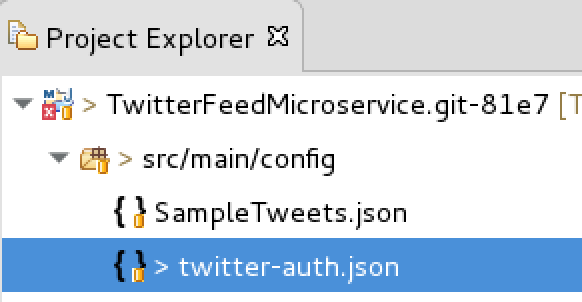 Project Explorer
> TwitterFeedMicroservice.git-81e7 [T
> src/main/config
{ } SampleTweets.json
{ } > twitter-auth.json